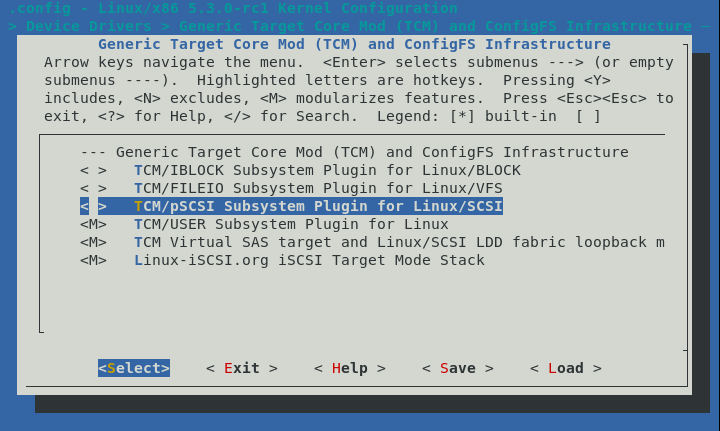 .config - Linux/x86 5.3.0-rc1 Kernel Configuration
> Device Drivers > Generic Target Core Mod (TCM) and ConfigFS Infrastructure
Generic Target Core Mod (TCM) and ConfigFS Infrastructure
Arrow keys navigate the menu.  <Enter> selects submenus ---> (or empty
submenus ----).  Highlighted letters are hotkeys.  Pressing <Y>
includes, <N> excludes, <M> modularizes features.  Press <Esc><Esc> to
exit, <?> for Help, </> for Search.  Legend: [*] built-in  [ ]
--- Generic Target Core Mod (TCM) and ConfigFS Infrastructure
< >   TCM/IBLOCK Subsystem Plugin for Linux/BLOCK
< >   TCM/FILEIO Subsystem Plugin for Linux/VFS
< >   TCM/pSCSI Subsystem Plugin for Linux/SCSI
<M>   TCM/USER Subsystem Plugin for Linux
<M>   TCM Virtual SAS target and Linux/SCSI LDD fabric loopback m
<M>   Linux-iSCSI.org iSCSI Target Mode Stack
<Select>    < Exit >    < Help >    < Save >    < Load >